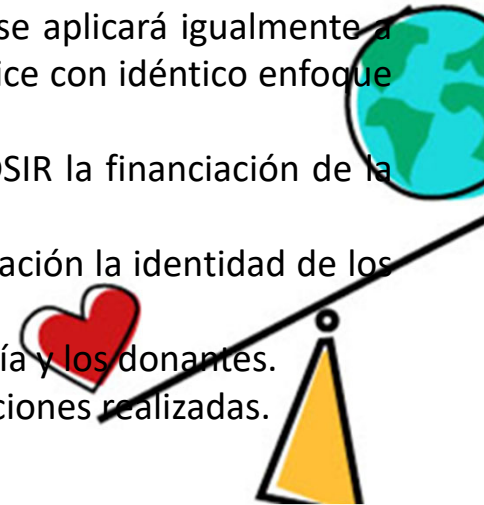 se aplicará igualmente a
ice con idéntico enfoque
OSIR la financiación de la
ación la identidad de los
ía y los donantes.
ciones realizadas.